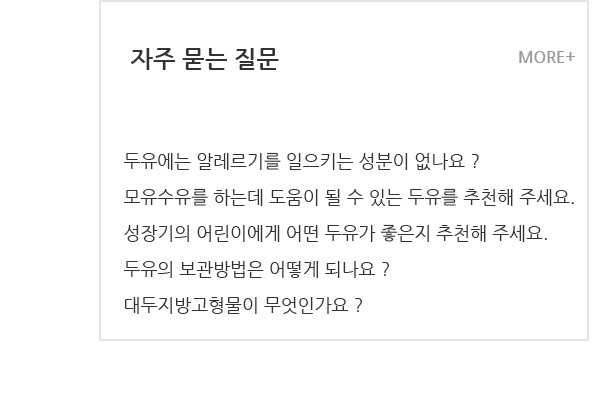 자주 묻는 질문
MORE+
두유에는 알레르기를 일으키는 성분이 없나요 ?
모유수유를 하는데 도움이 될 수 있는 두유를 추천해 주세요.
성장기의 어린이에게 어떤 두유가 좋은지 추천해 주세요.
두유의 보관방법은 어떻게 되나요 ?
대두지방고형물이 무엇인가요 ?